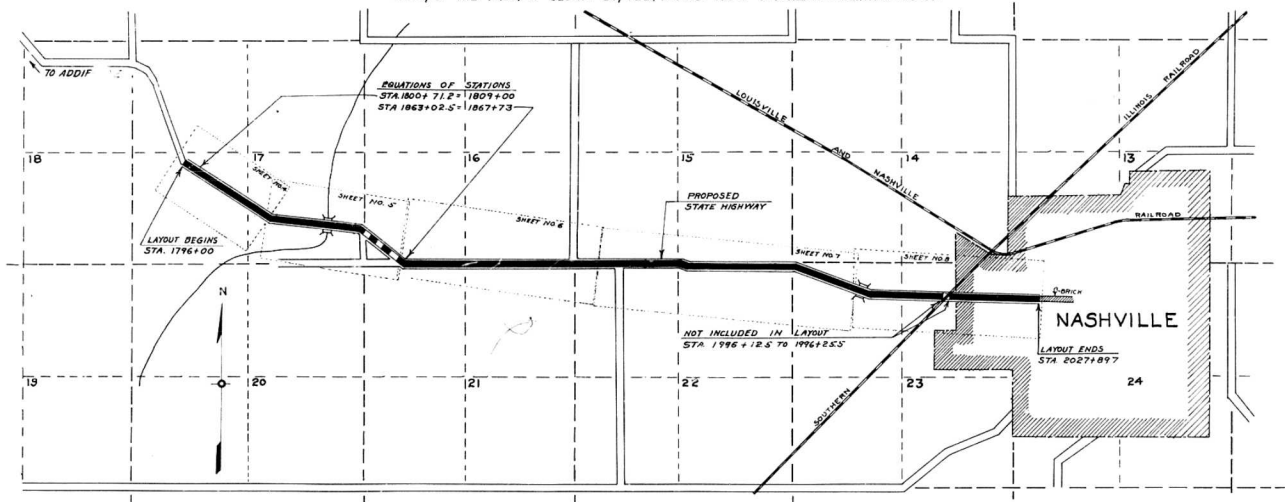 TO ADDIF
EQUATIONS OF STATIONS
STA. 1800+ 71.2 = 1809+00
STA 1863+02.5 = 1867+73
LOUISVILLE
AND
NASHVILLE
ILLINOIS RAILROAD
18
17
16
15
14
13
SHEET NO. 4
SHEET NO. 5
SHEET NO. 6
PROPOSED
STATE HIGHWAY
RAILROAD
LAYOUT BEGINS
STA. 1796+00
SHEET NO. 7
SHEET NO. 8
N
BRICK
NASHVILLE
NOT INCLUDED IN LAYOUT
STA. 1996 + 12.5 TO 1996+25.5
LAYOUT ENDS
STA. 2027+89.7
19
20
21
22
23
24
SOUTHERN